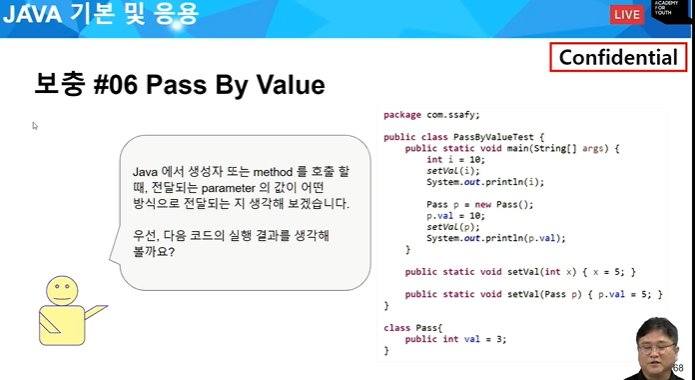 JAVA 기본 및 응용
LIVE
ACADEMY
FOR
YOUTH
Confidential
보충 #06 Pass By Value
Java 에서 생성자 또는 method 를 호출 할
때, 전달되는 parameter 의 값이 어떤
방식으로 전달되는 지 생각해 보겠습니다.
우선, 다음 코드의 실행 결과를 생각해
볼까요?
package com.ssafy;
public class PassByValueTest {
public static void main(String[] args) {
int i = 10;
setVal(i);
System.out.println(i);
Pass p = new Pass();
p.val = 10;
setVal(p);
System.out.println(p.val);
}
public static void setVal(int x) { x = 5; }
public static void setVal(Pass p) { p.val = 5; }
}
class Pass{
public int val = 3;
}
68